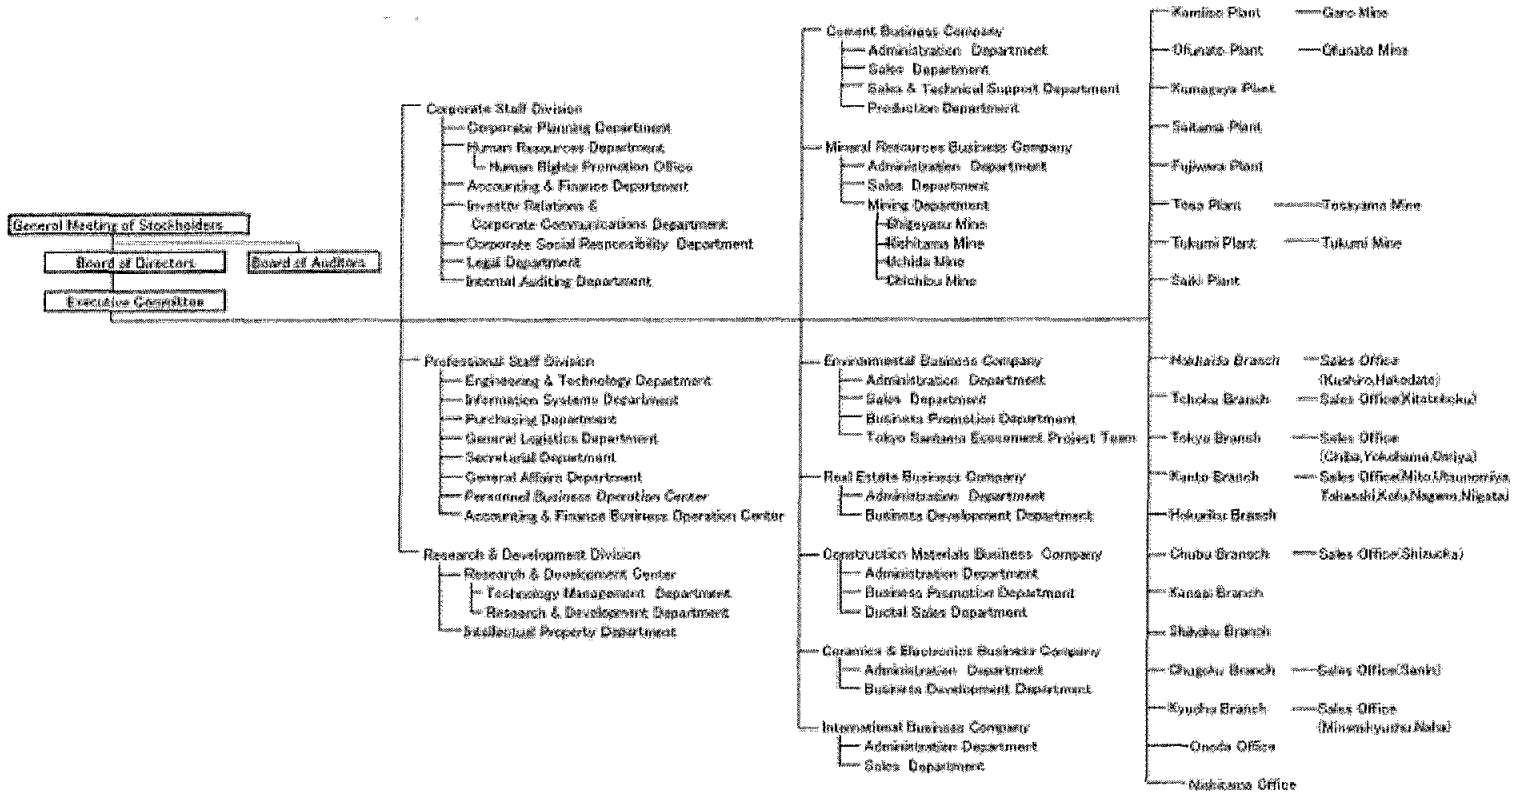 General Meeting of Stockholders
Board of Directors
Board of Auditors
Executive Committee
Corporate Staff Division
Corporate Planning Department
Human Resources Department
Human Rights Promotion Office
Accounting & Finance Department
Investor Relations &
Corporate Communications Department
Corporate Social Responsibility Department
Legal Department
Internal Auditing Department
Professional Staff Division
Engineering & Technology Department
Information Systems Department
Purchasing Department
General Logistics Department
Secretarial Department
General Affairs Department
Personnel Business Operation Center
Accounting & Finance Business Operation Center
Research & Development Division
Research & Development Center
Technology Management Department
Research & Development Department
Intellectual Property Department
Cement Business Company
Administration Department
Sales Department
Sales & Technical Support Department
Production Department
Mineral Resources Business Company
Administration Department
Sales Department
Mining Department
Shigeyasu Mine
Nishitama Mine
Uchida Mine
Chichibu Mine
Environmental Business Company
Administration Department
Sales Department
Business Promotion Department
Tokyo Santama Ecocement Project Team
Real Estate Business Company
Administration Department
Business Development Department
Construction Materials Business Company
Administration Department
Business Promotion Department
Ductal Sales Department
Ceramics & Electronics Business Company
Administration Department
Business Development Department
International Business Company
Administration Department
Sales Department
Kamiiso Plant Garo Mine
Ofunato Plant Ofunato Mine
Kumagaya Plant
Saitama Plant
Fujiwara Plant
Tosa Plant Tosayama Mine
Tukumi Plant Tukumi Mine
Saiki Plant
Hokkaido Branch Sales Office
(Kushiro,Hakodate)
Tohoku Branch Sales Office(Kitatohoku)
Tokyo Branch Sales Office
(Chiba,Yokohama,Omiya)
Kanto Branch Sales Office(Mito,Utsunomiya,
Takasaki,Kofu,Nagano,Niigata)
Hokuriku Branch
Chubu Branch Sales Office(Shizuoka)
Kansai Branch
Shikoku Branch
Chugoku Branch Sales Office(Sanin)
Kyushu Branch Sales Office
(Minamikyushu,Naha)
Onoda Office
Nishitama Office